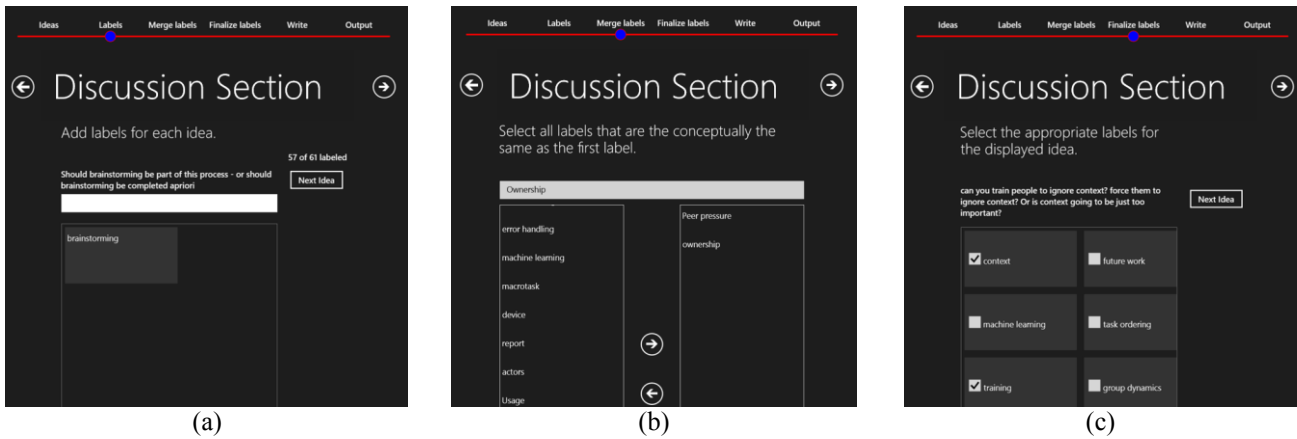 Ideas Labels Merge labels Finalize labels Write Output
Discussion Section
Add labels for each idea.
57 of 61 labeled
Should brainstorming be part of this process - or should
brainstorming be completed apriori
Next Idea
brainstorming
(a)
Ideas Labels Merge labels Finalize labels Write Output
Discussion Section
Select all labels that are the conceptually the
same as the first label.
Ownership
error handling
machine learning
macrotask
device
report
actors
Usage
Peer pressure
ownership
(b)
Ideas Labels Merge labels Finalize labels Write Output
Discussion Section
Select the appropriate labels for
the displayed idea.
can you train people to ignore context? force them to
ignore context? Or is context going to be just too
important?
Next Idea
context
future work
machine learning
task ordering
training
group dynamics
(c)